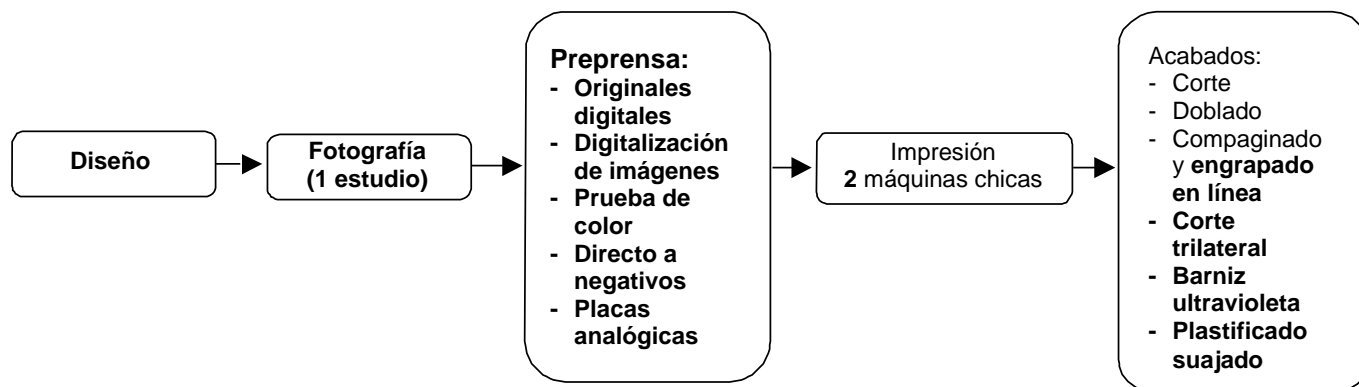 Diseño
Fotografía
(1 estudio)
Preprensa:
- Originales
digitales
- Digitalización
de imágenes
- Prueba de
color
- Directo a
negativos
- Placas
analógicas
Impresión
2 máquinas chicas
Acabados:
- Corte
- Doblado
- Compaginado
y engrapado
en línea
- Corte
trilateral
- Barniz
ultravioleta
- Plastificado
suajado